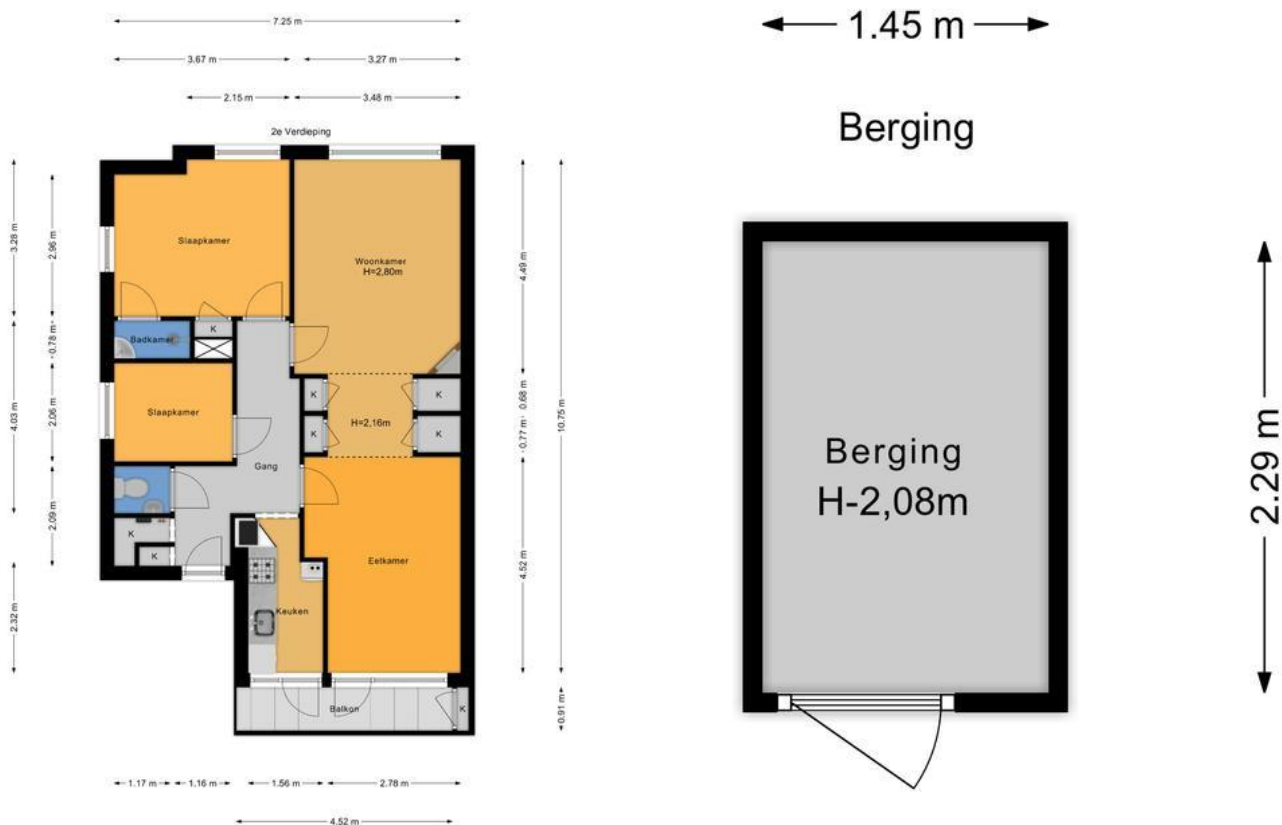 7.25 m
3.67 m
3.27 m
2.15 m
3.48 m
2e Verdieping
3.28 m
4.03 m
2.32 m
2.96 m
0.78 m
2.06 m
2.09 m
Slaapkamer
Woonkamer
H=2,80m
Badkamer
K
Slaapkamer
K
K
K
K
H=2,16m
Gang
K
K
Eetkamer
Keuken
Balkon
K
4.49 m
0.68 m
0.77 m
4.52 m
10.75 m
0.91 m
1.17 m
1.16 m
1.56 m
2.78 m
4.52 m
1.45 m
Berging
Berging
H-2,08m
2.29 m